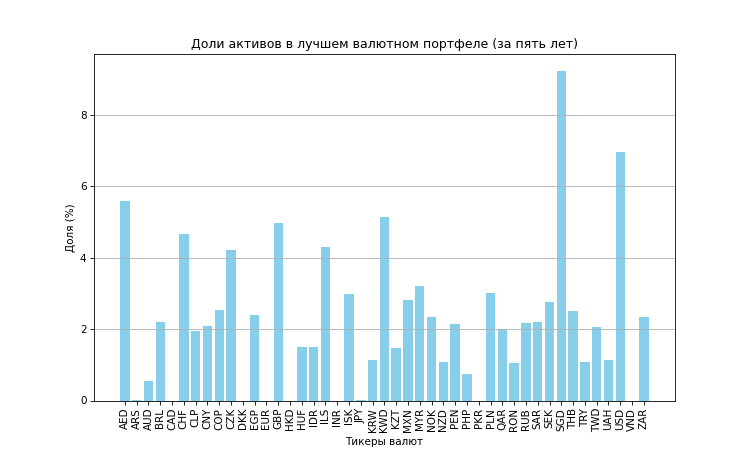 Доли активов в лучшем валютном портфеле (за пять лет)
Доля (%)
8
6
4
2
0
AED ARS AUD BRL CAD CHF CLP CNY COP CZK DKK EGP EUR GBP HKD HUF IDR ILS INR ISK JPY KRW KWD KZT MXN MYR NOK NZD PEN PHP PKR PLN QAR RON RUB SAR SEK SGD THB TRY TWD UAH USD VND ZAR
Тикеры валют